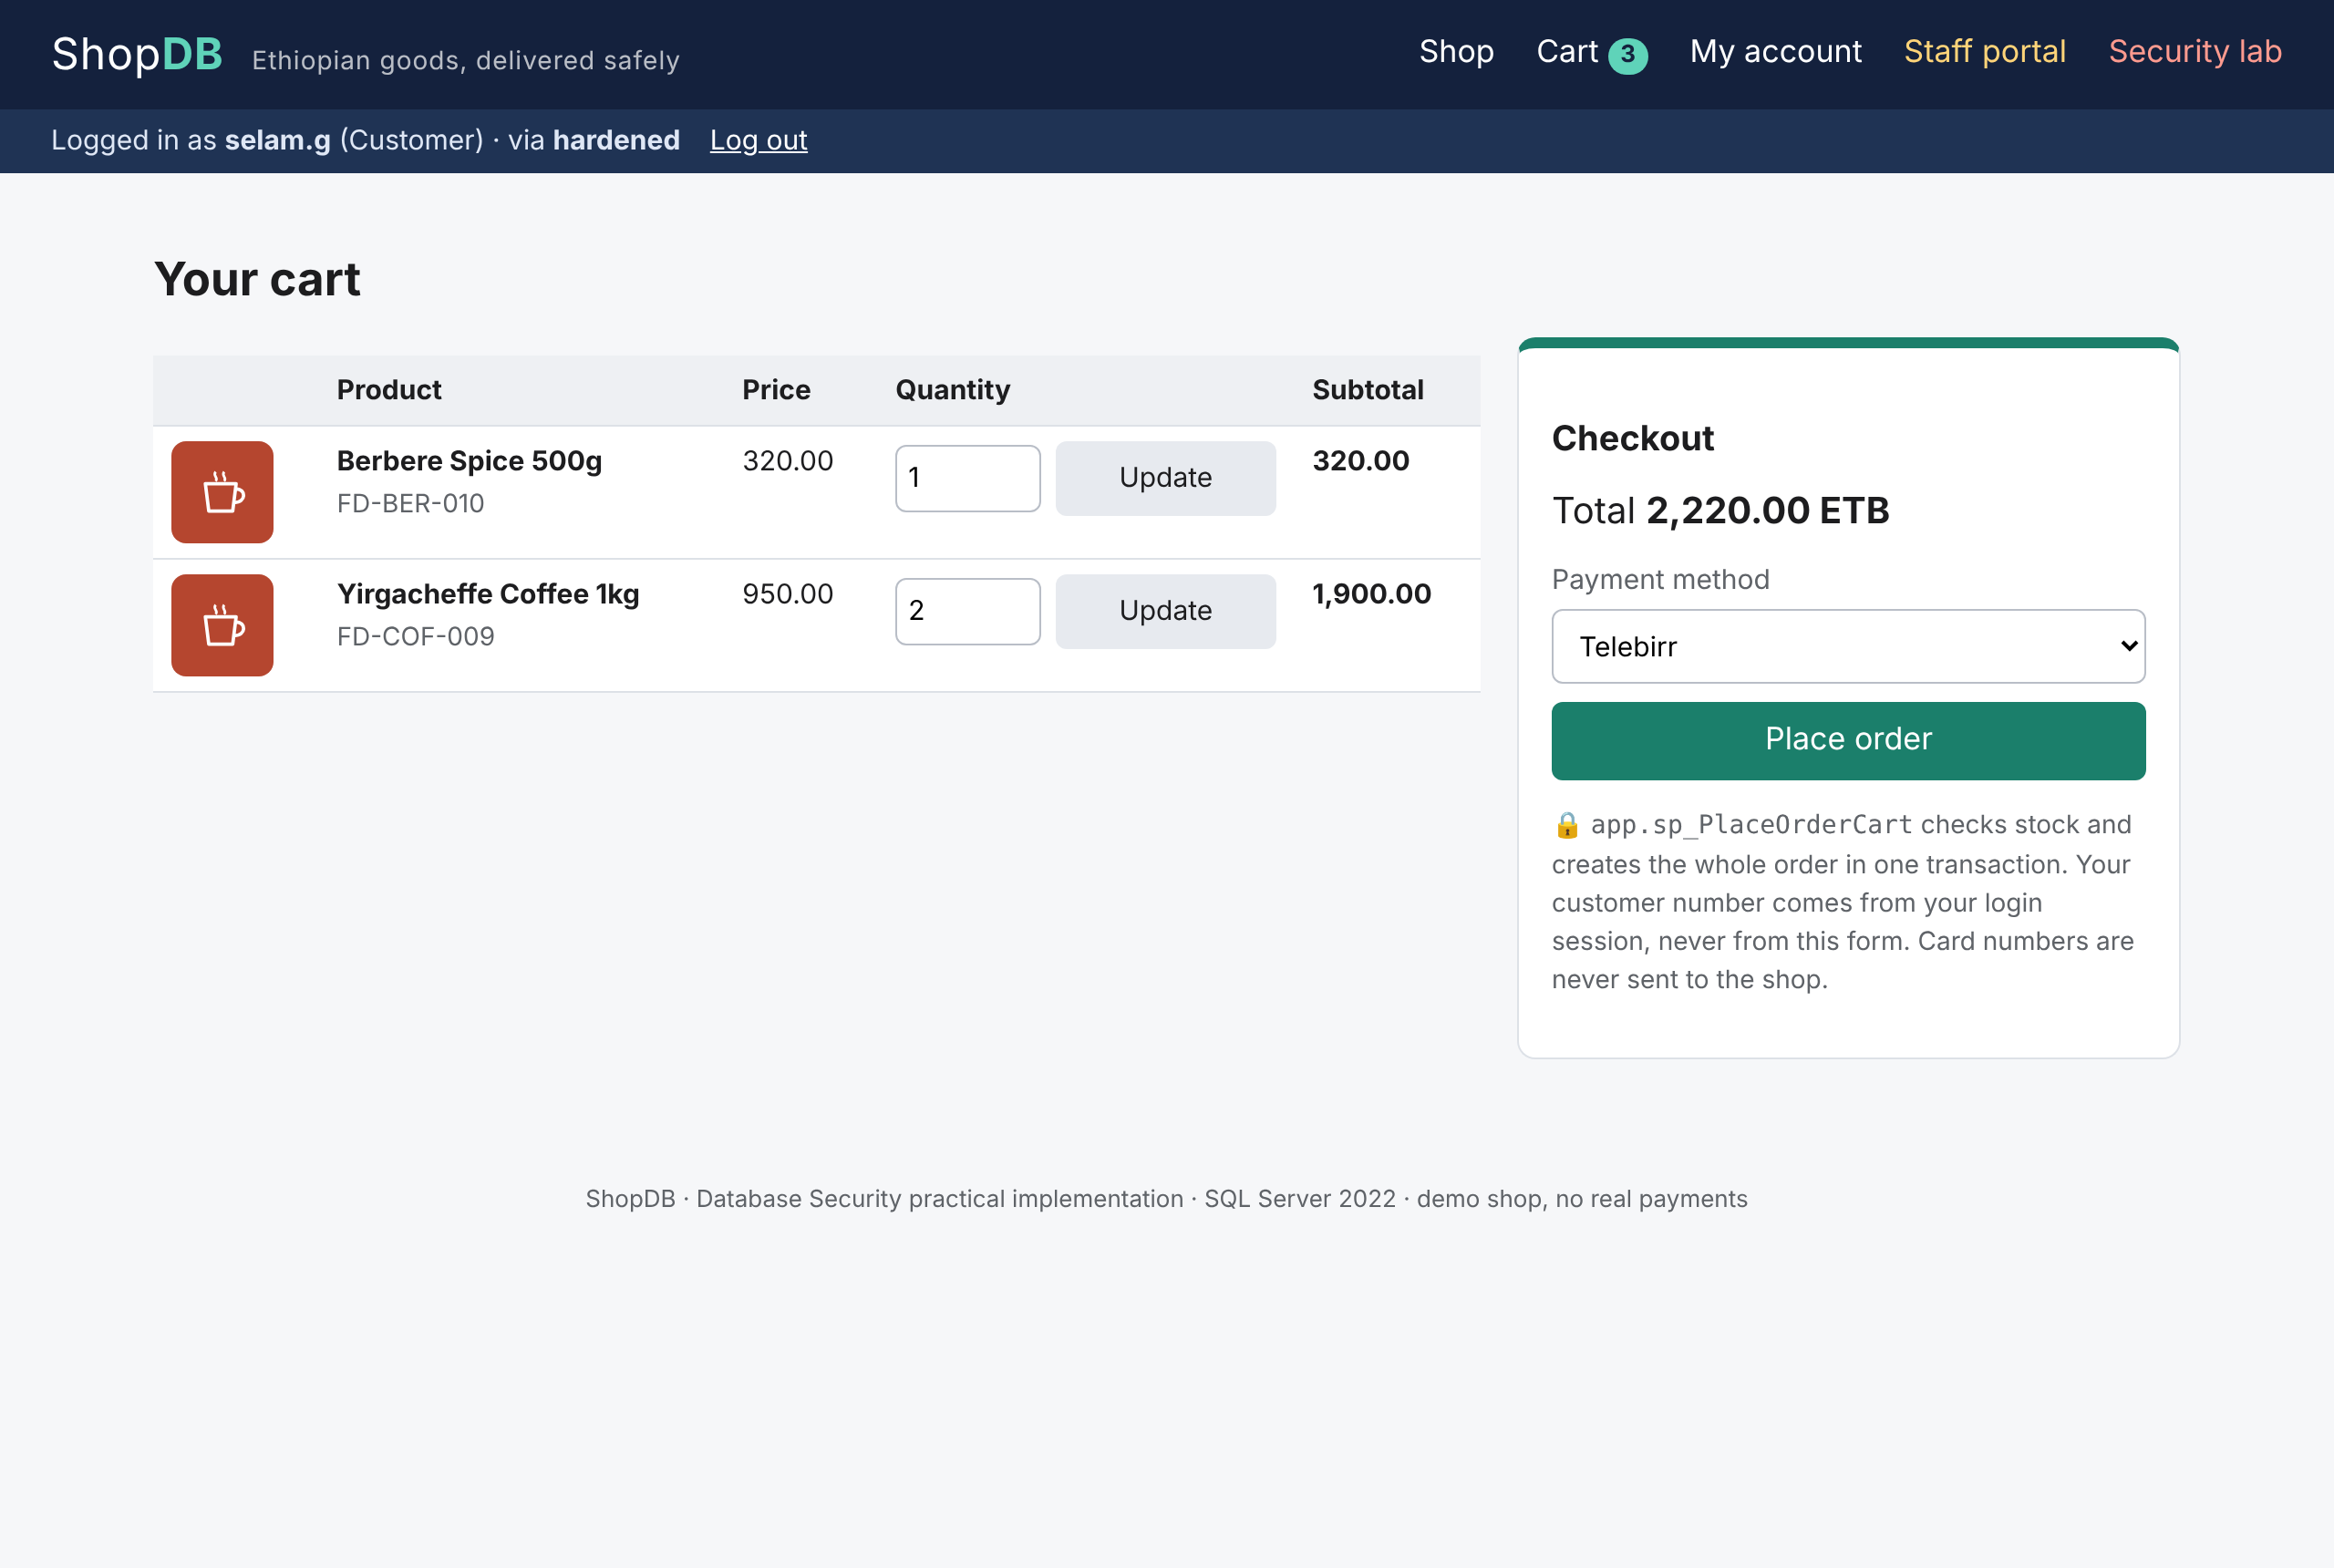 ShopDB Ethiopian goods, delivered safely Shop Cart 3 My account Staff portal Security lab
Logged in as selam.g (Customer) · via hardened Log out
Your cart
Product Price Quantity Subtotal
Berbere Spice 500g 320.00 1 Update 320.00
FD-BER-010
Yirgacheffe Coffee 1kg 950.00 2 Update 1,900.00
FD-COF-009
Checkout
Total 2,220.00 ETB
Payment method
Telebirr
Place order
🔒 app.sp_PlaceOrderCart checks stock and
creates the whole order in one transaction. Your
customer number comes from your login
session, never from this form. Card numbers are
never sent to the shop.
ShopDB · Database Security practical implementation · SQL Server 2022 · demo shop, no real payments